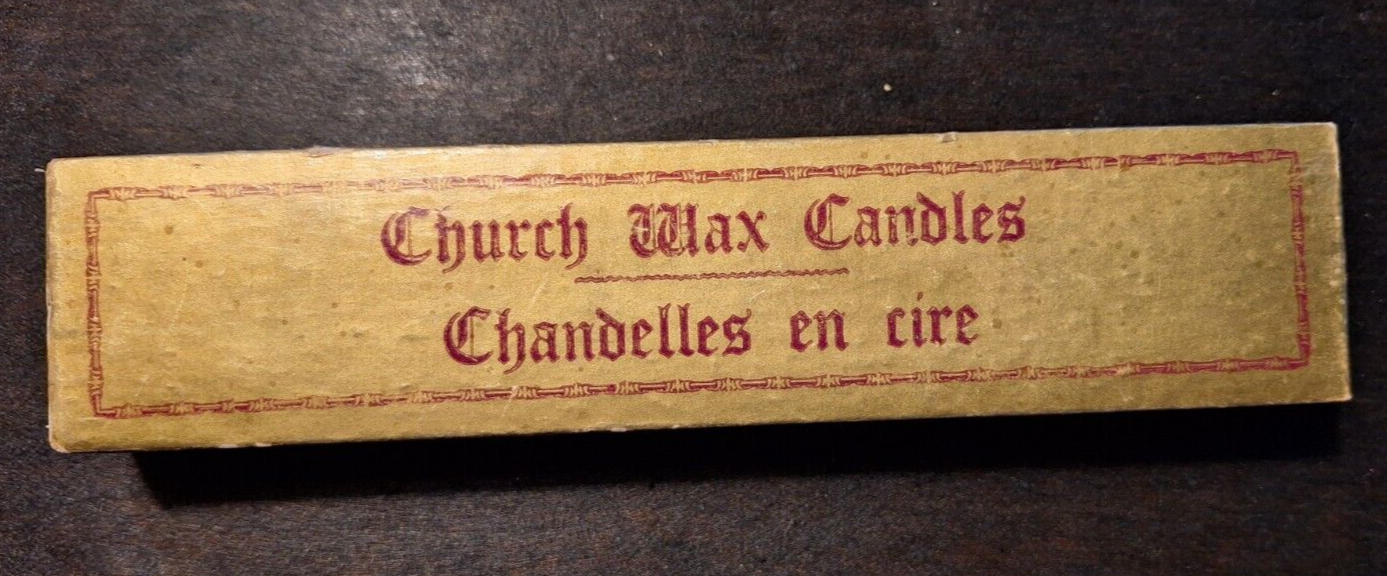 Church Wax Candles
Chandelles en cire